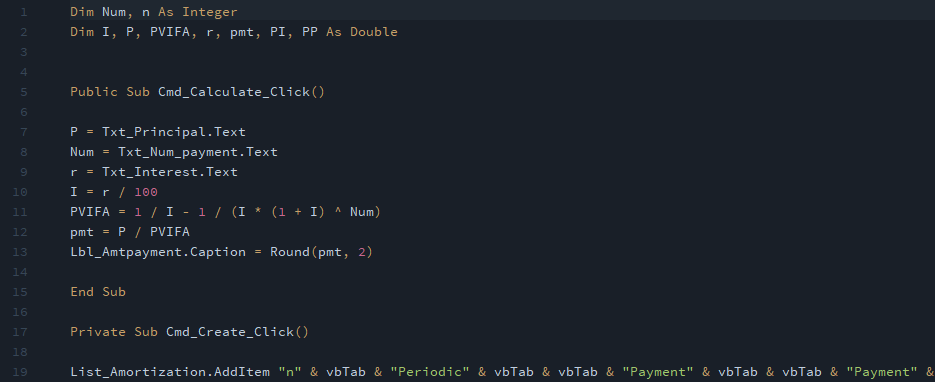 1 Dim Num, n As Integer
2 Dim I, P, PVIFA, r, pmt, PI, PP As Double
3
4
5 Public Sub Cmd_Calculate_Click()
6
7 P = Txt_Principal.Text
8 Num = Txt_Num_payment.Text
9 r = Txt_Interest.Text
10 I = r / 100
11 PVIFA = 1 / I - 1 / (I * (1 + I) ^ Num)
12 pmt = P / PVIFA
13 Lbl_Amtpayment.Caption = Round(pmt, 2)
14
15 End Sub
16
17 Private Sub Cmd_Create_Click()
18
19 List_Amortization.AddItem "n" & vbTab & "Periodic" & vbTab & vbTab & "Payment" & vbTab & vbTab & "Payment" &